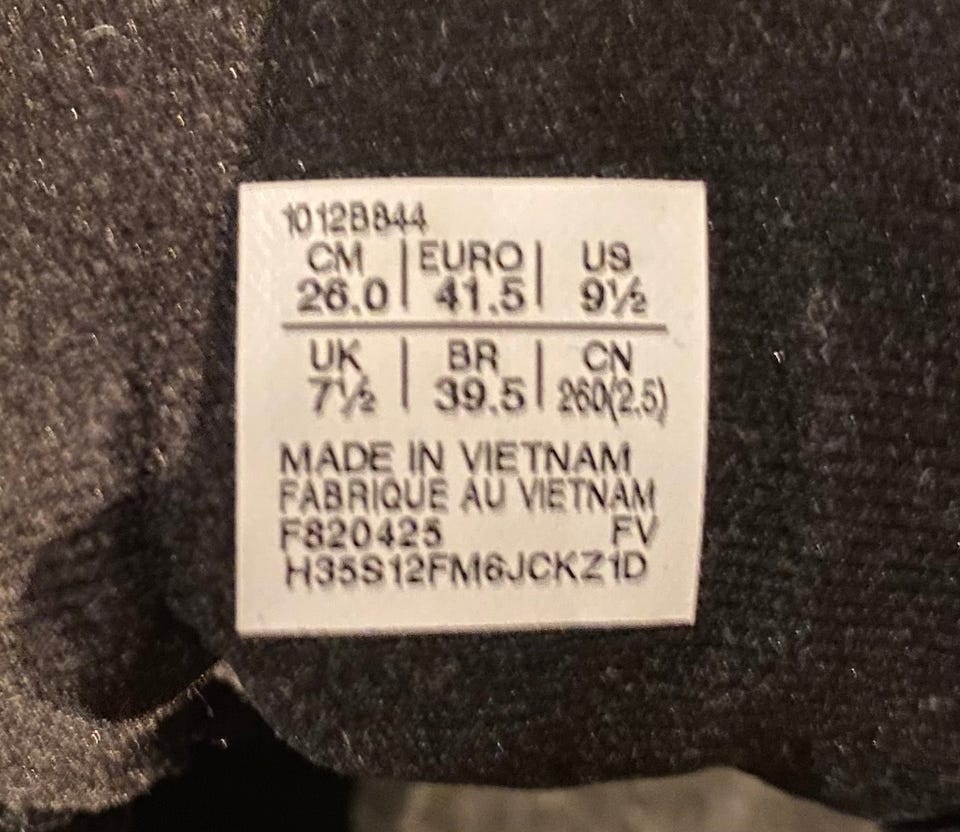 1012B844
CM | EURO | US
26.0 | 41.5 | 9½
UK | BR | CN
7½ | 39.5 | 260(2.5)
MADE IN VIETNAM
FABRIQUE AU VIETNAM
F820425 FV
H35S12FM6JCKZ1D